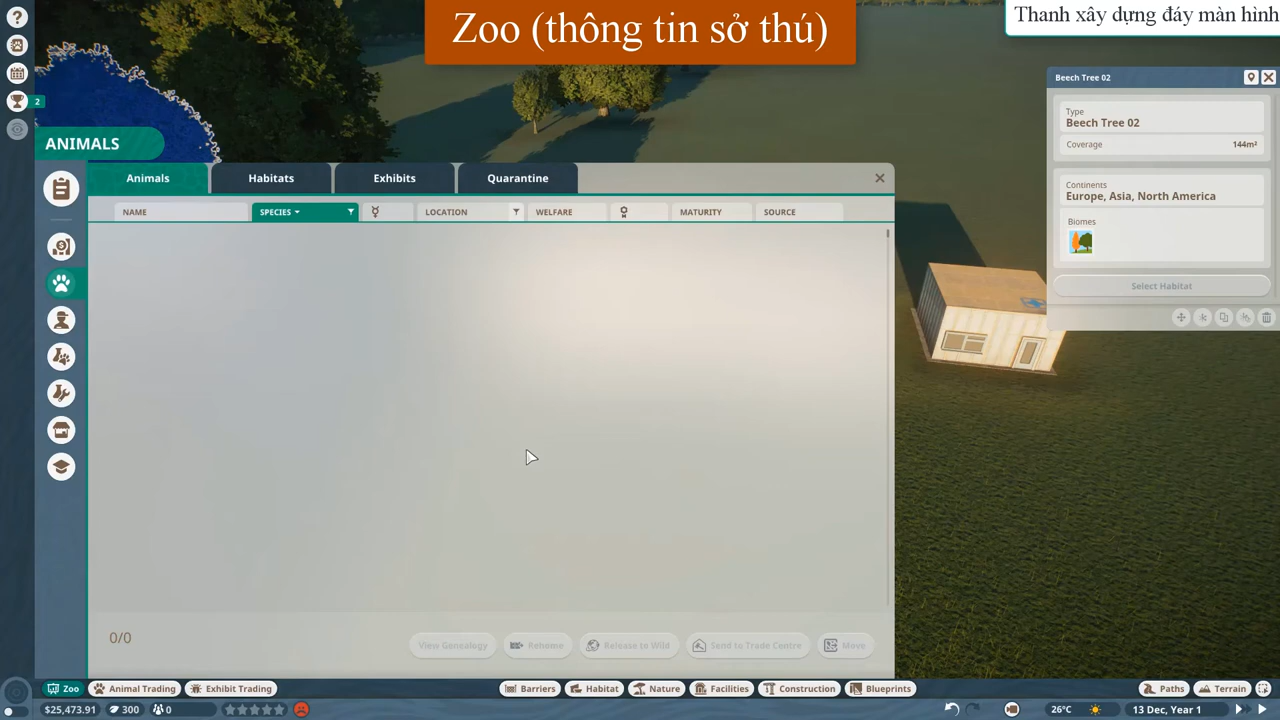 Zoo (thông tin sở thú)
Thanh xây dựng đáy màn hình
?
2
ANIMALS
Animals
Habitats
Exhibits
Quarantine
NAME
SPECIES
LOCATION
WELFARE
MATURITY
SOURCE
Beech Tree 02
Type
Beech Tree 02
Coverage
144m²
Continents
Europe, Asia, North America
Biomes
Select Habitat
0/0
View Genealogy
Rehome
Release to Wild
Send to Trade Centre
Move
Zoo
Animal Trading
Exhibit Trading
Barriers
Habitat
Nature
Facilities
Construction
Blueprints
Paths
Terrain
$25,473.91
300
0
26°C
13 Dec, Year 1